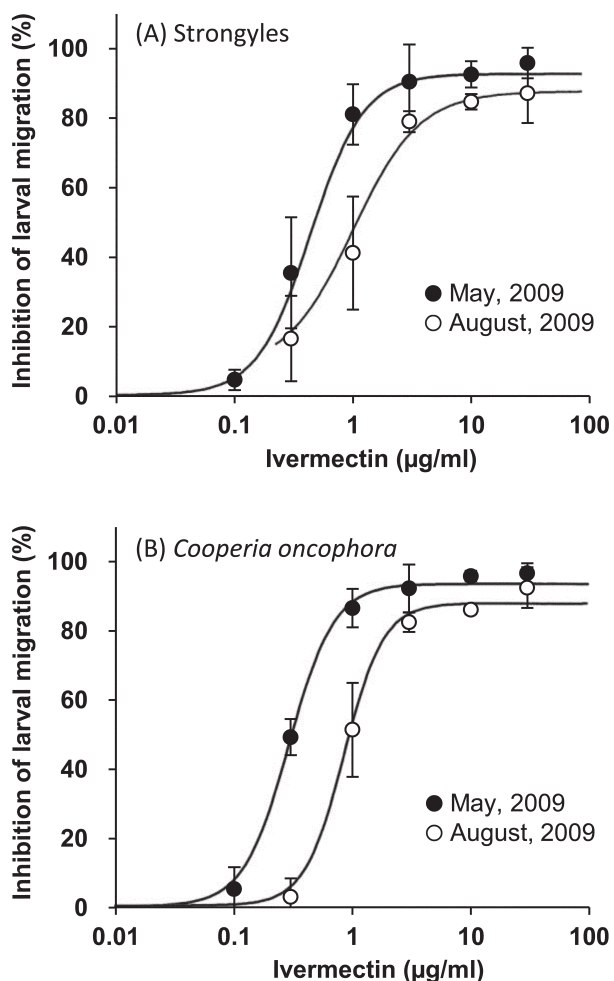 (A) Strongyles
Inhibition of larval migration (%)
100
80
60
40
20
0
May, 2009
August, 2009
0.01 0.1 1 10 100
Ivermectin (µg/ml)
(B) Cooperia oncophora
Inhibition of larval migration (%)
100
80
60
40
20
0
May, 2009
August, 2009
0.01 0.1 1 10 100
Ivermectin (µg/ml)